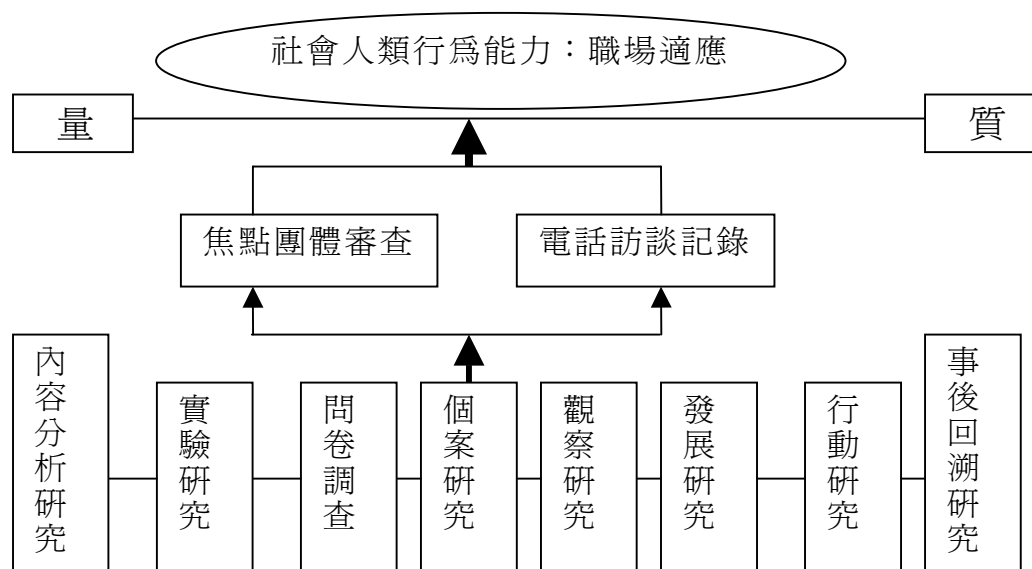 社會人類行為能力：職場適應
量
質
焦點團體審查
電話訪談記錄
內容分析研究
實驗研究
問卷調查
個案研究
觀察研究
發展研究
行動研究
事後回溯研究